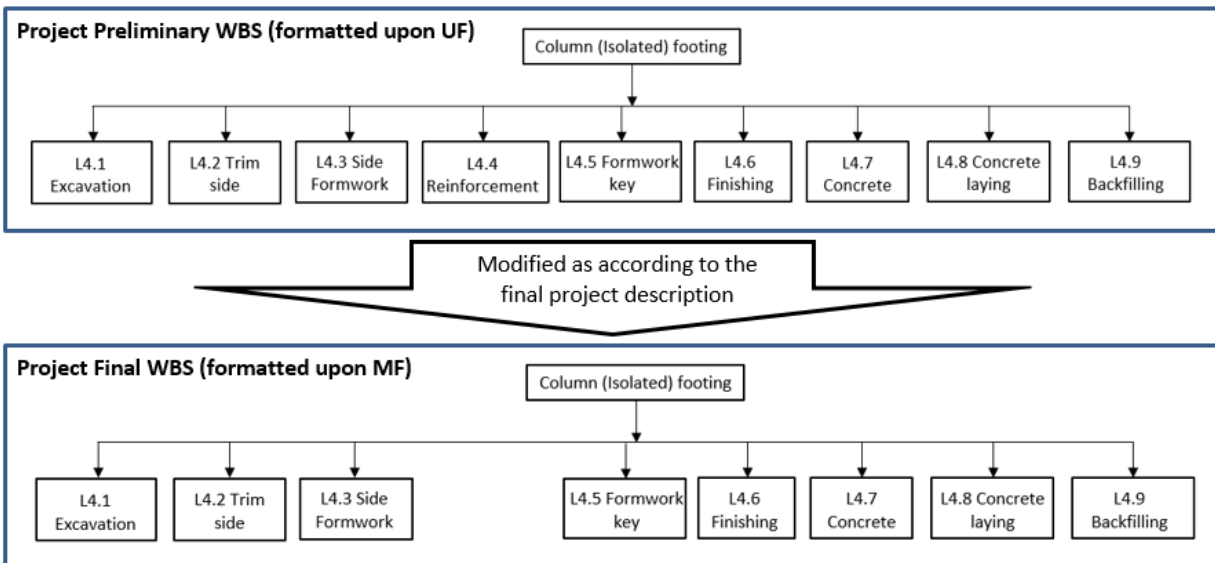 Project Preliminary WBS (formatted upon UF)
Column (Isolated) footing
L4.1
Excavation
L4.2 Trim
side
L4.3 Side
Formwork
L4.4
Reinforcement
L4.5 Formwork
key
L4.6
Finishing
L4.7
Concrete
L4.8 Concrete
laying
L4.9
Backfilling
Modified as according to the
final project description
Project Final WBS (formatted upon MF)
Column (Isolated) footing
L4.1
Excavation
L4.2 Trim
side
L4.3 Side
Formwork
L4.5 Formwork
key
L4.6
Finishing
L4.7
Concrete
L4.8 Concrete
laying
L4.9
Backfilling